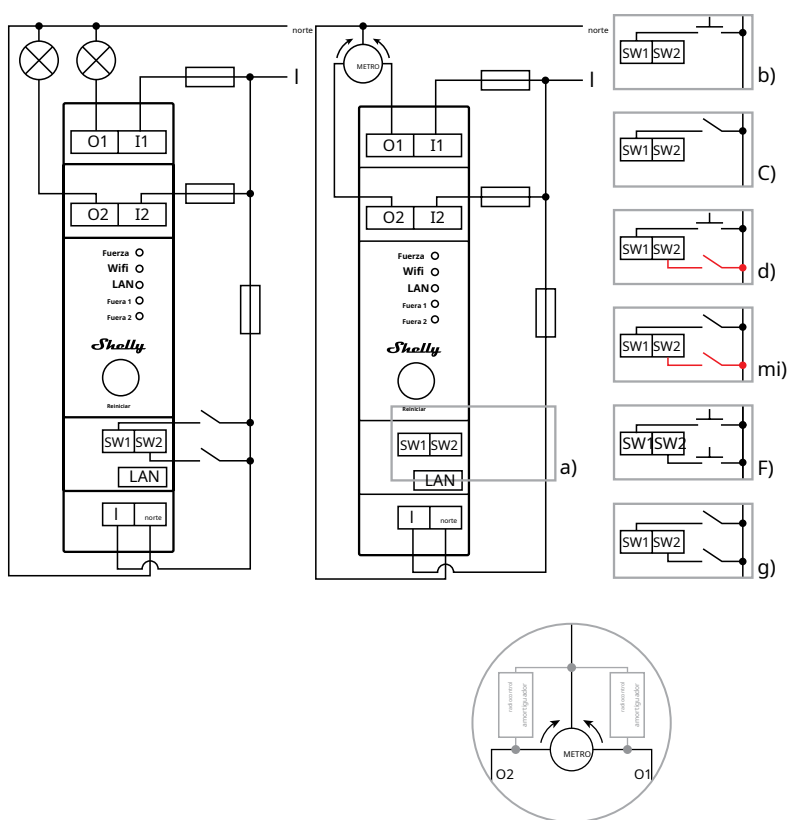 norte
l
O1 I1
O2 I2
Fuerza
Wifi
LAN
Fuera 1
Fuera 2
Shelly
Reiniciar
SW1 SW2
LAN
l norte
norte
METRO
l
O1 I1
O2 I2
Fuerza
Wifi
LAN
Fuera 1
Fuera 2
Shelly
Reiniciar
SW1 SW2
a)
LAN
l norte
SW1 SW2
b)
SW1 SW2
C)
SW1 SW2
d)
SW1 SW2
mi)
SW1 SW2
F)
SW1 SW2
g)
radiocontrol
amortiguador
radiocontrol
amortiguador
METRO
O2 O1